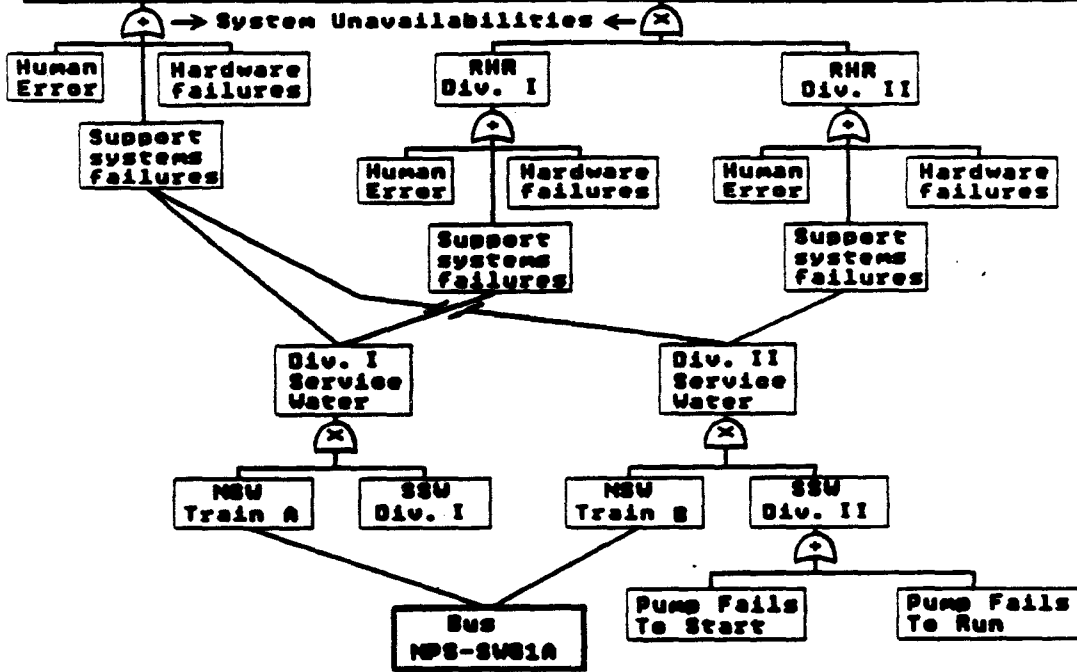 + → System Unavailabilities ← ×
Human
Error
Hardware
failures
RHR
Div. I
RHR
Div. II
Support
systems
failures
+
+
Human
Error
Hardware
failures
Human
Error
Hardware
failures
Support
systems
failures
Support
systems
failures
Div. I
Service
Water
Div. II
Service
Water
×
×
NSW
Train A
SSW
Div. I
NSW
Train B
SSW
Div. II
+
Bus
NPS-SWG1A
Pump Fails
To Start
Pump Fails
To Run